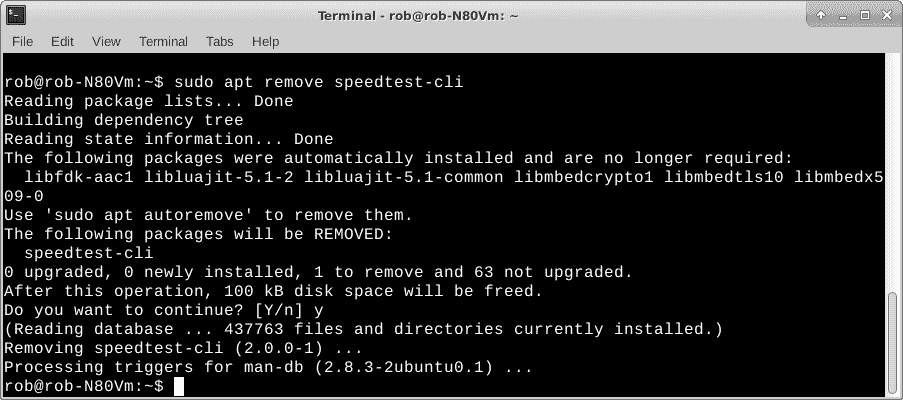 Terminal - rob@rob-N80Vm: ~
File Edit View Terminal Tabs Help
rob@rob-N80Vm:~$ sudo apt remove speedtest-cli
Reading package lists... Done
Building dependency tree
Reading state information... Done
The following packages were automatically installed and are no longer required:
  libfdk-aac1 libluajit-5.1-2 libluajit-5.1-common libmbedcrypto1 libmbedtls10 libmbedx5
09-0
Use 'sudo apt autoremove' to remove them.
The following packages will be REMOVED:
  speedtest-cli
0 upgraded, 0 newly installed, 1 to remove and 63 not upgraded.
After this operation, 100 kB disk space will be freed.
Do you want to continue? [Y/n] y
(Reading database ... 437763 files and directories currently installed.)
Removing speedtest-cli (2.0.0-1) ...
Processing triggers for man-db (2.8.3-2ubuntu0.1) ...
rob@rob-N80Vm:~$